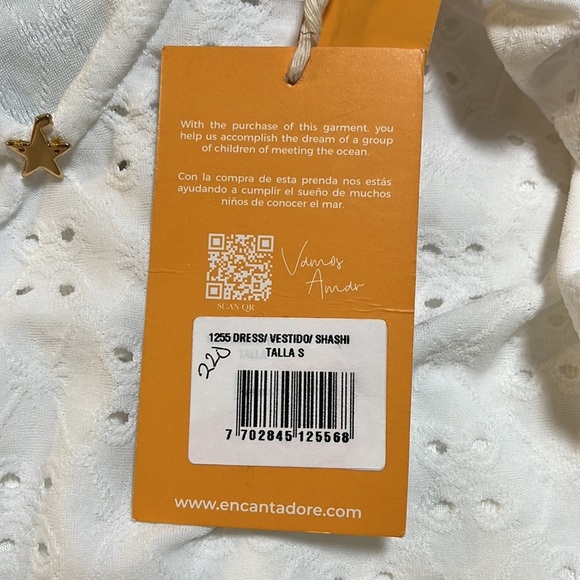 With the purchase of this garment, you
help us accomplish the dream of a group
of children of meeting the ocean.
Con la compra de esta prenda nos estás
ayudando a cumplir el sueño de muchos
niños de conocer el mar.
Vamos
Amar
SCAN QR
1255 DRESS/ VESTIDO/ SHASHI
220
TALLA S
7 702845 125568
www.encantadore.com